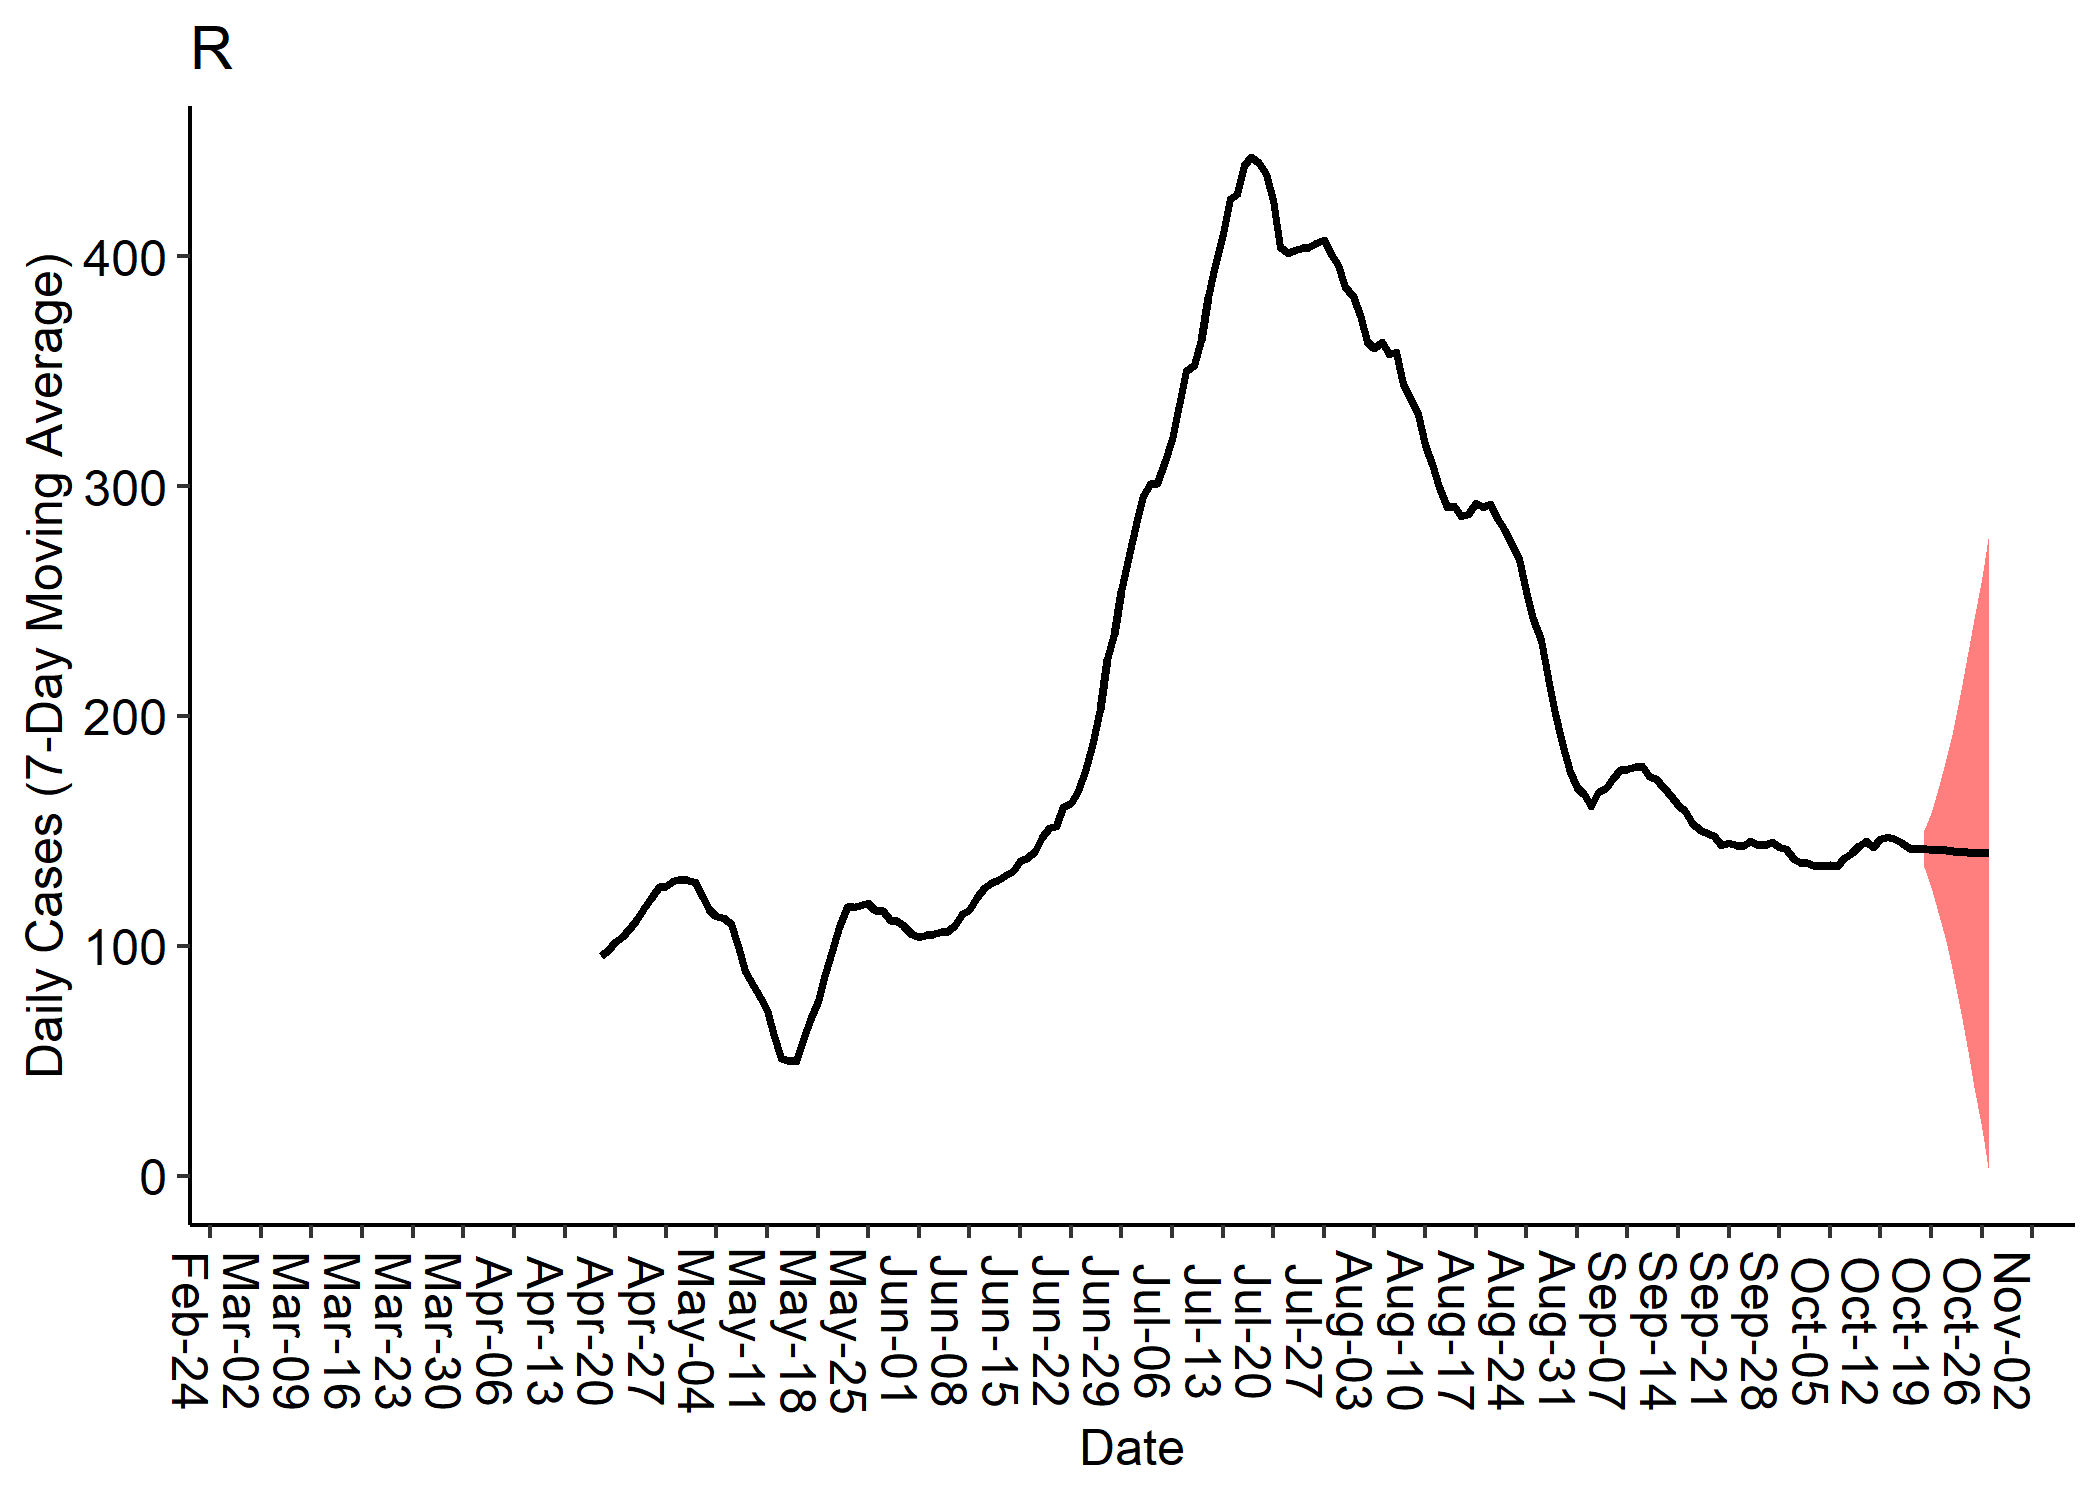 R
Daily Cases (7-Day Moving Average)
400
300
200
100
0
Feb-24
Mar-02
Mar-09
Mar-16
Mar-23
Mar-30
Apr-06
Apr-13
Apr-20
Apr-27
May-04
May-11
May-18
May-25
Jun-01
Jun-08
Jun-15
Jun-22
Jun-29
Jul-06
Jul-13
Jul-20
Jul-27
Aug-03
Aug-10
Aug-17
Aug-24
Aug-31
Sep-07
Sep-14
Sep-21
Sep-28
Oct-05
Oct-12
Oct-19
Oct-26
Nov-02
Date